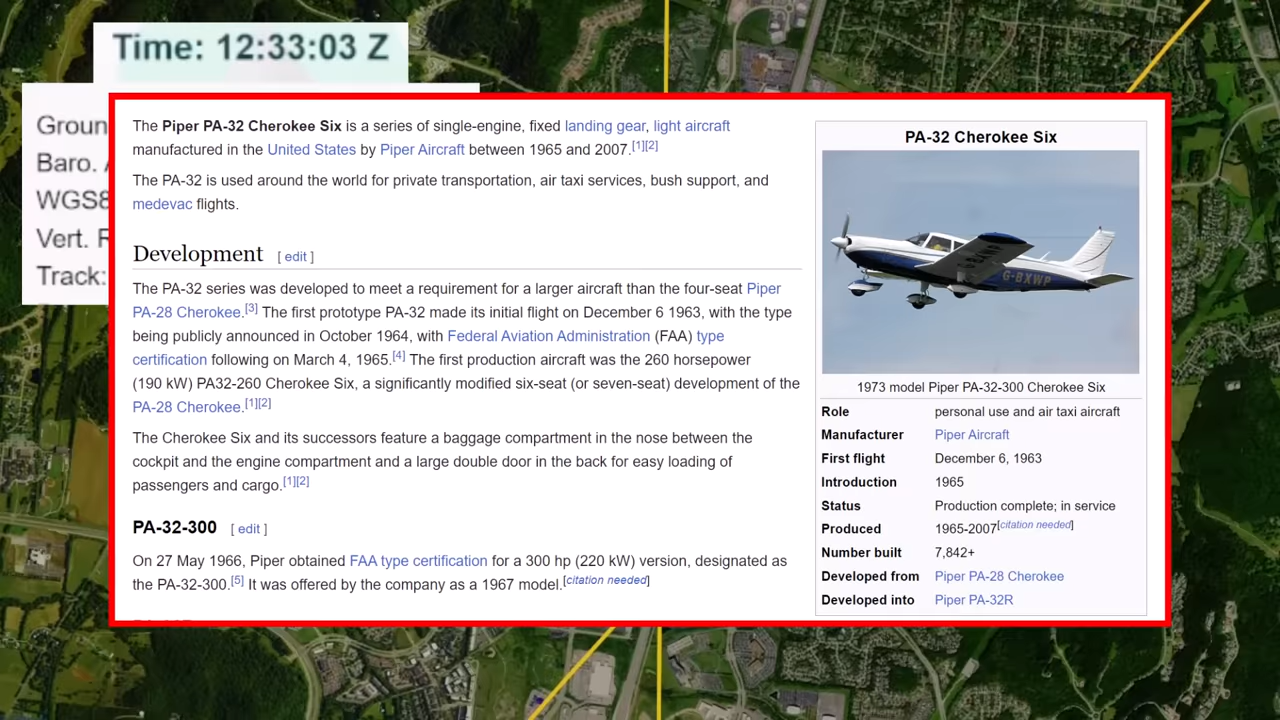 Time: 12:33:03 Z
Groun
Baro.
WGS8
Vert. R
Track:
The Piper PA-32 Cherokee Six is a series of single-engine, fixed landing gear, light aircraft
manufactured in the United States by Piper Aircraft between 1965 and 2007.[1][2]
The PA-32 is used around the world for private transportation, air taxi services, bush support, and
medevac flights.
Development [ edit ]
The PA-32 series was developed to meet a requirement for a larger aircraft than the four-seat Piper
PA-28 Cherokee.[3] The first prototype PA-32 made its initial flight on December 6 1963, with the type
being publicly announced in October 1964, with Federal Aviation Administration (FAA) type
certification following on March 4, 1965.[4] The first production aircraft was the 260 horsepower
(190 kW) PA32-260 Cherokee Six, a significantly modified six-seat (or seven-seat) development of the
PA-28 Cherokee.[1][2]
The Cherokee Six and its successors feature a baggage compartment in the nose between the
cockpit and the engine compartment and a large double door in the back for easy loading of
passengers and cargo.[1][2]
PA-32-300 [ edit ]
On 27 May 1966, Piper obtained FAA type certification for a 300 hp (220 kW) version, designated as
the PA-32-300.[5] It was offered by the company as a 1967 model.[citation needed]
PA-32 Cherokee Six
G-BXWP
1973 model Piper PA-32-300 Cherokee Six
Role personal use and air taxi aircraft
Manufacturer Piper Aircraft
First flight December 6, 1963
Introduction 1965
Status Production complete; in service
Produced 1965-2007[citation needed]
Number built 7,842+
Developed from Piper PA-28 Cherokee
Developed into Piper PA-32R